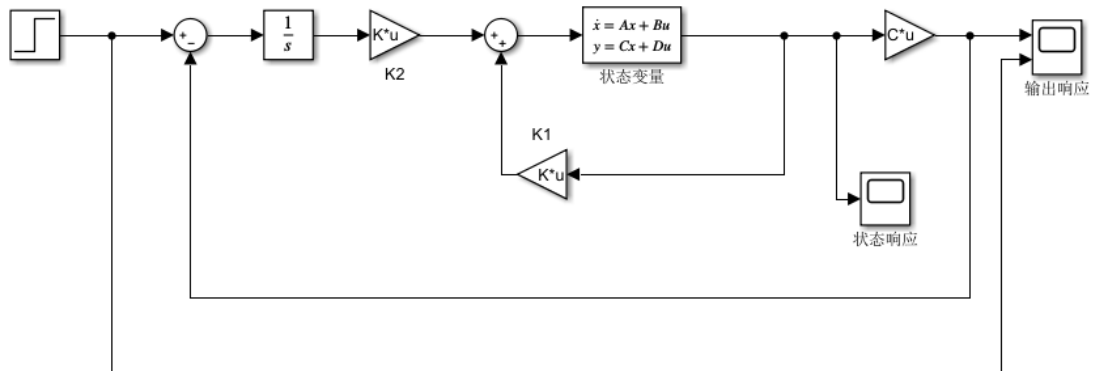 1
s
K*u
K2
ẋ = Ax + Bu
y = Cx + Du
状态变量
C*u
输出响应
K1
K*u
状态响应